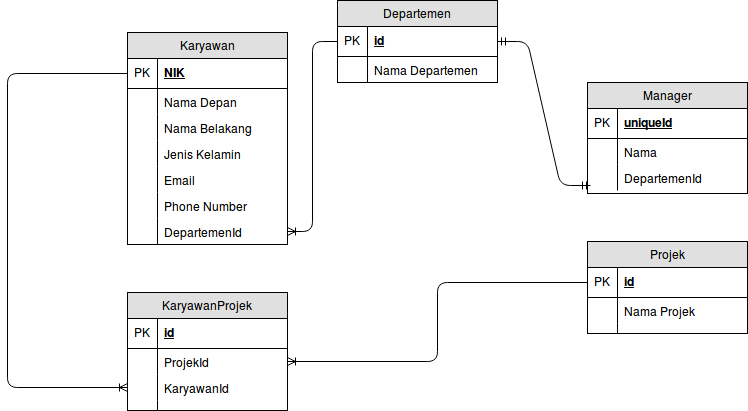 Departemen
PK id
Nama Departemen
Karyawan
PK NIK
Nama Depan
Nama Belakang
Jenis Kelamin
Email
Phone Number
DepartemenId
Manager
PK uniqueId
Nama
DepartemenId
Projek
PK id
Nama Projek
KaryawanProjek
PK id
ProjekId
KaryawanId